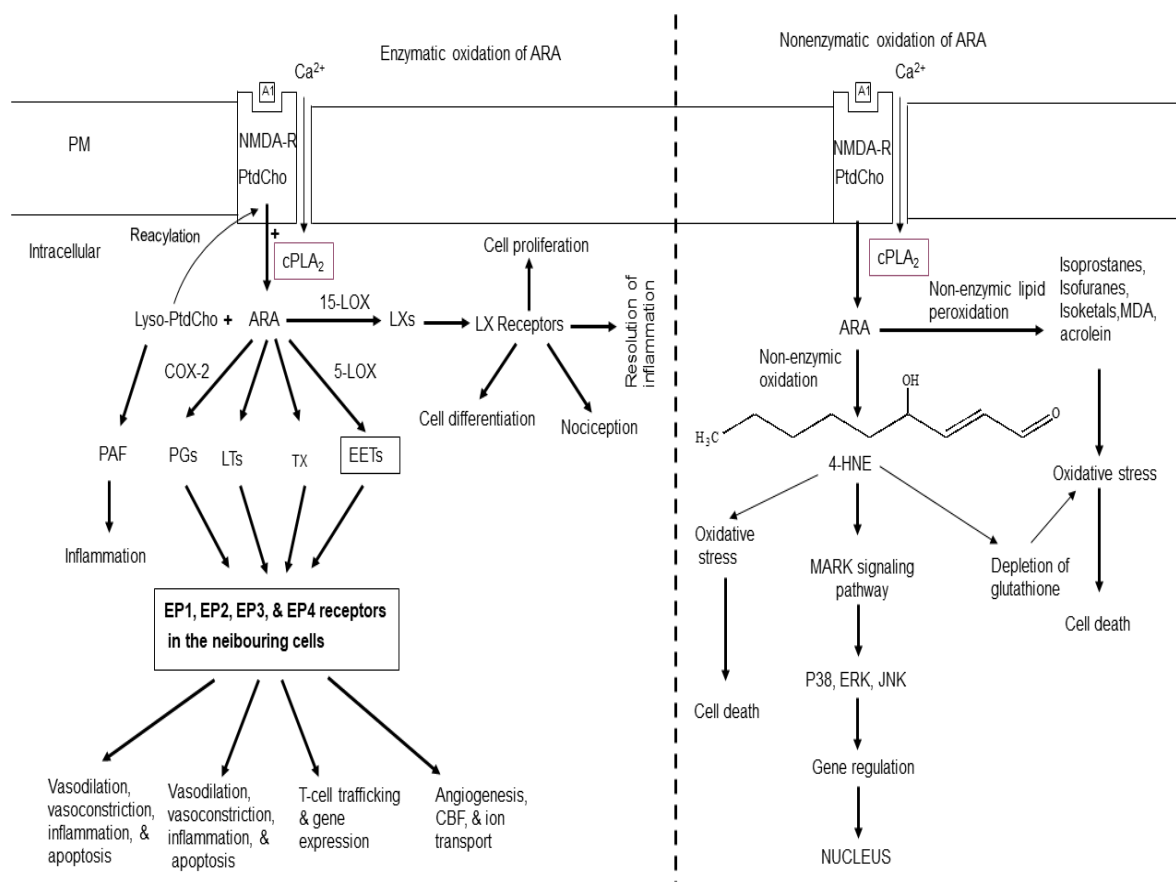 Enzymatic oxidation of ARA
Ca²⁺
A1
PM
NMDA-R
PtdCho
Intracellular
Reacylation
+
cPLA₂
Lyso-PtdCho +
ARA
15-LOX
LXs
LX Receptors
Cell proliferation
Resolution of
inflammation
Cell differentiation
Nociception
COX-2
5-LOX
PAF
PGs
LTs
TX
EETs
Inflammation
EP1, EP2, EP3, & EP4 receptors
in the neibouring cells
Vasodilation,
vasoconstriction,
inflammation, &
apoptosis
Vasodilation,
vasoconstriction,
inflammation, &
apoptosis
T-cell trafficking
& gene
expression
Angiogenesis,
CBF, & ion
transport
Nonenzymatic oxidation of ARA
Ca²⁺
A1
NMDA-R
PtdCho
cPLA₂
ARA
Non-enzymic lipid
peroxidation
Isoprostanes,
Isofuranes,
Isoketals,MDA,
acrolein
Non-enzymic
oxidation
OH
H₃C
O
4-HNE
Oxidative stress
Oxidative
stress
MARK signaling
pathway
Depletion of
glutathione
Cell death
P38, ERK, JNK
Cell death
Gene regulation
NUCLEUS